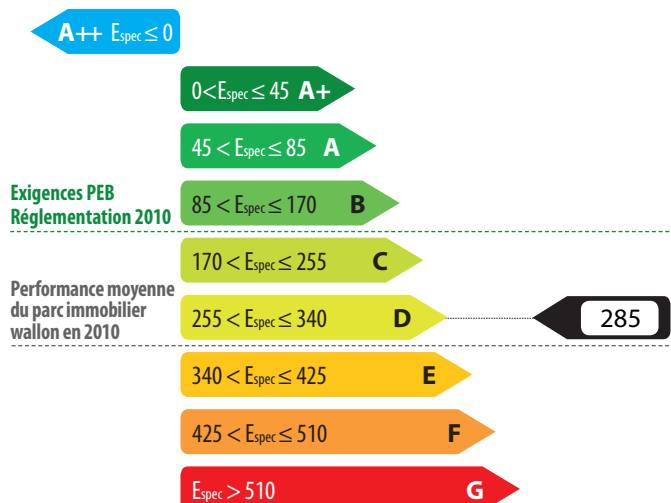 A++ Espec ≤ 0
0<Espec ≤ 45 A+
45 < Espec ≤ 85 A
Exigences PEB
Réglementation 2010
85 < Espec ≤ 170 B
170 < Espec ≤ 255 C
Performance moyenne
du parc immobilier
wallon en 2010
255 < Espec ≤ 340 D
285
340 < Espec ≤ 425 E
425 < Espec ≤ 510 F
Espec > 510 G